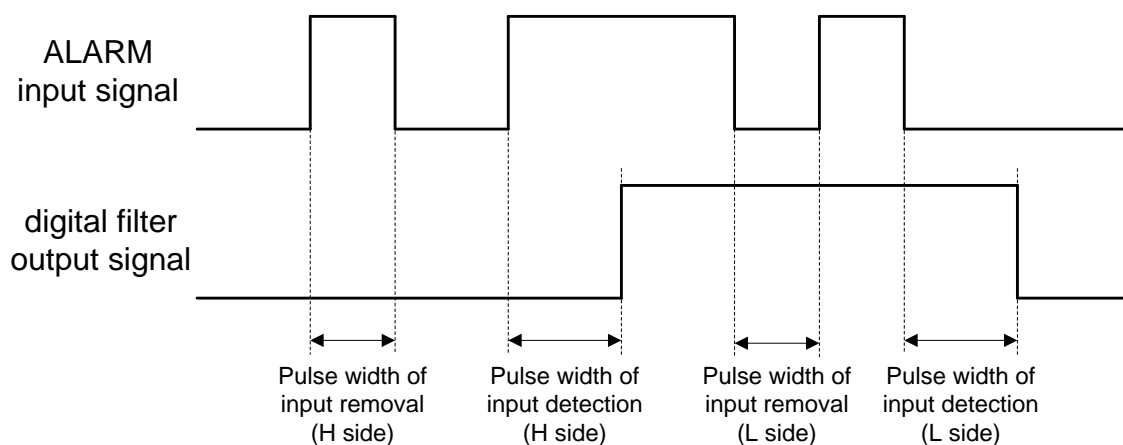 ALARM
input signal
digital filter
output signal
Pulse width of
input removal
(H side)
Pulse width of
input detection
(H side)
Pulse width of
input removal
(L side)
Pulse width of
input detection
(L side)